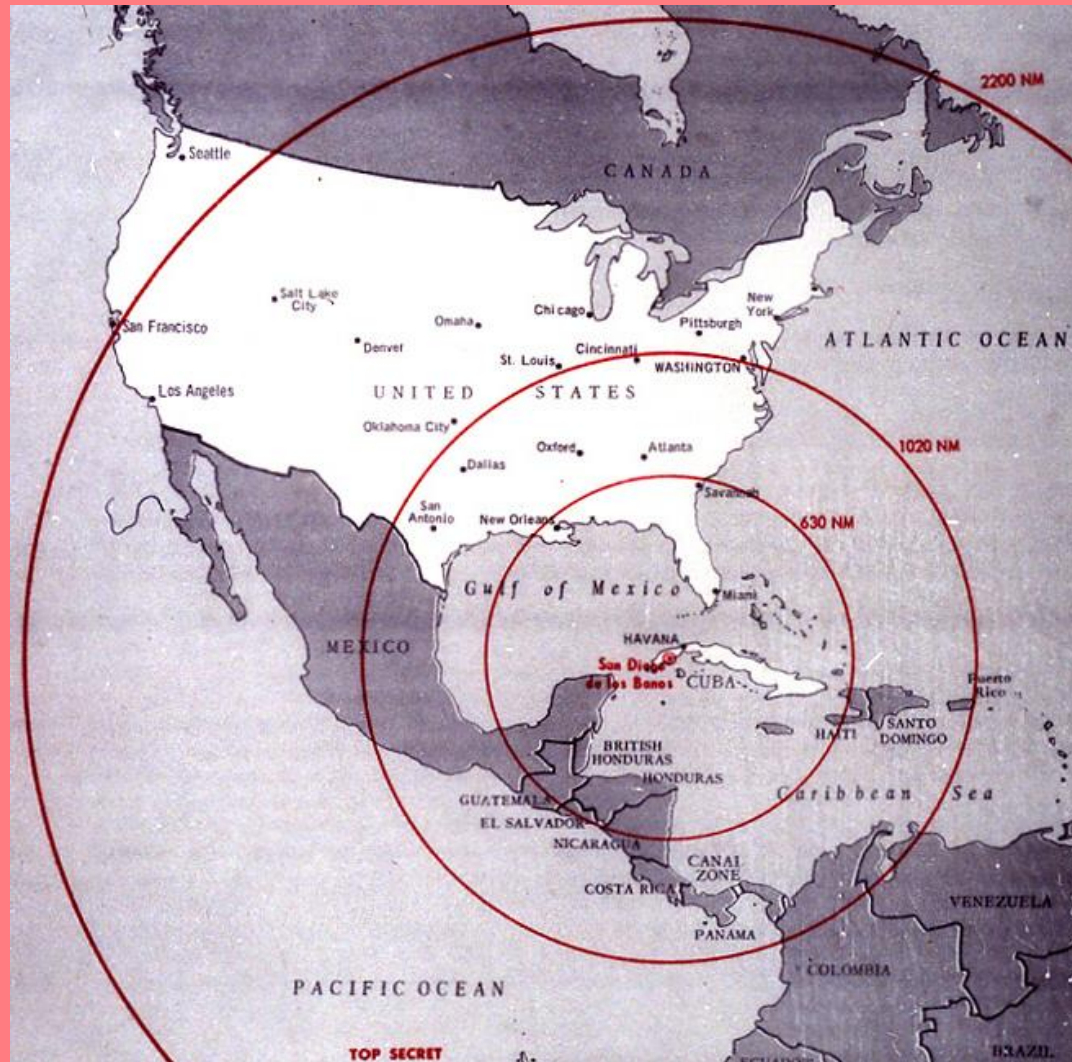 2200 NM
Seattle
CANADA
Salt Lake
City
San Francisco
Omaha
Chicago
New
York
Pittsburgh
ATLANTIC OCEAN
Denver
St. Louis
Cincinnati
WASHINGTON
Los Angeles
UNITED STATES
Oklahoma City
1020 NM
Oxford
Atlanta
Dallas
San
Antonio
New Orleans
Savannah
630 NM
Gulf of Mexico
Miami
MEXICO
HAVANA
San Diego
de los Banos
CUBA
Puerto
Rico
HAITI
SANTO
DOMINGO
BRITISH
HONDURAS
HONDURAS
Caribbean Sea
GUATEMALA
EL SALVADOR
NICARAGUA
CANAL
ZONE
COSTA RICA
VENEZUELA
PANAMA
COLOMBIA
PACIFIC OCEAN
TOP SECRET
ECUADOR
BRAZIL